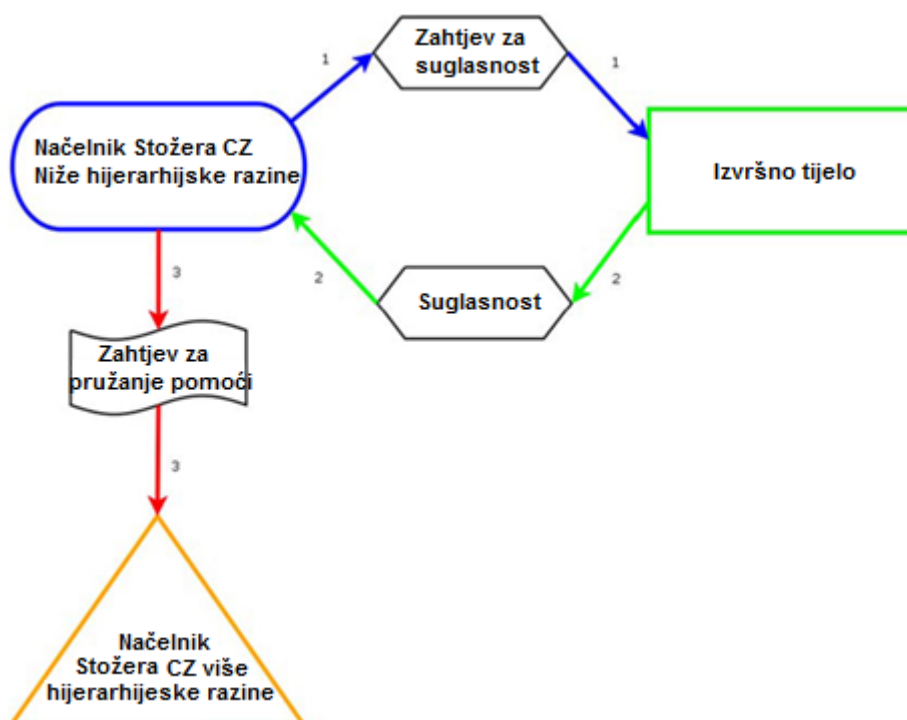 1
Zahtjev za
suglasnost
1
Načelnik Stožera CZ
Niže hijerarhijske razine
Izvršno tijelo
2
Suglasnost
2
3
Zahtjev za
pružanje pomoći
3
Načelnik
Stožera CZ više
hijerarhijeske razine